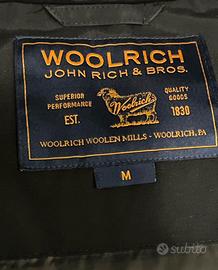 WOOLRICH
JOHN RICH & BROS.
SUPERIOR PERFORMANCE
QUALITY GOODS
Woolrich
EST.
1830
WOOLRICH WOOLEN MILLS - WOOLRICH, PA
M
subito